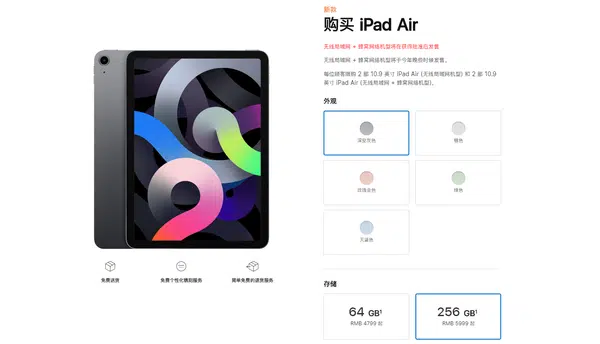 新款
购买 iPad Air
无线局域网 + 蜂窝网络机型将在获得批准后发售
无线局域网 + 蜂窝网络机型将于今年晚些时候发售。
每位顾客限购 2 部 10.9 英寸 iPad Air (无线局域网机型) 和 2 部 10.9
英寸 iPad Air (无线局域网 + 蜂窝网络机型)。
外观
深空灰色
银色
玫瑰金色
绿色
天蓝色
免费送货
免费个性化镌刻服务
简单免费的退货服务
存储
64 GB¹
RMB 4799 起
256 GB¹
RMB 5999 起